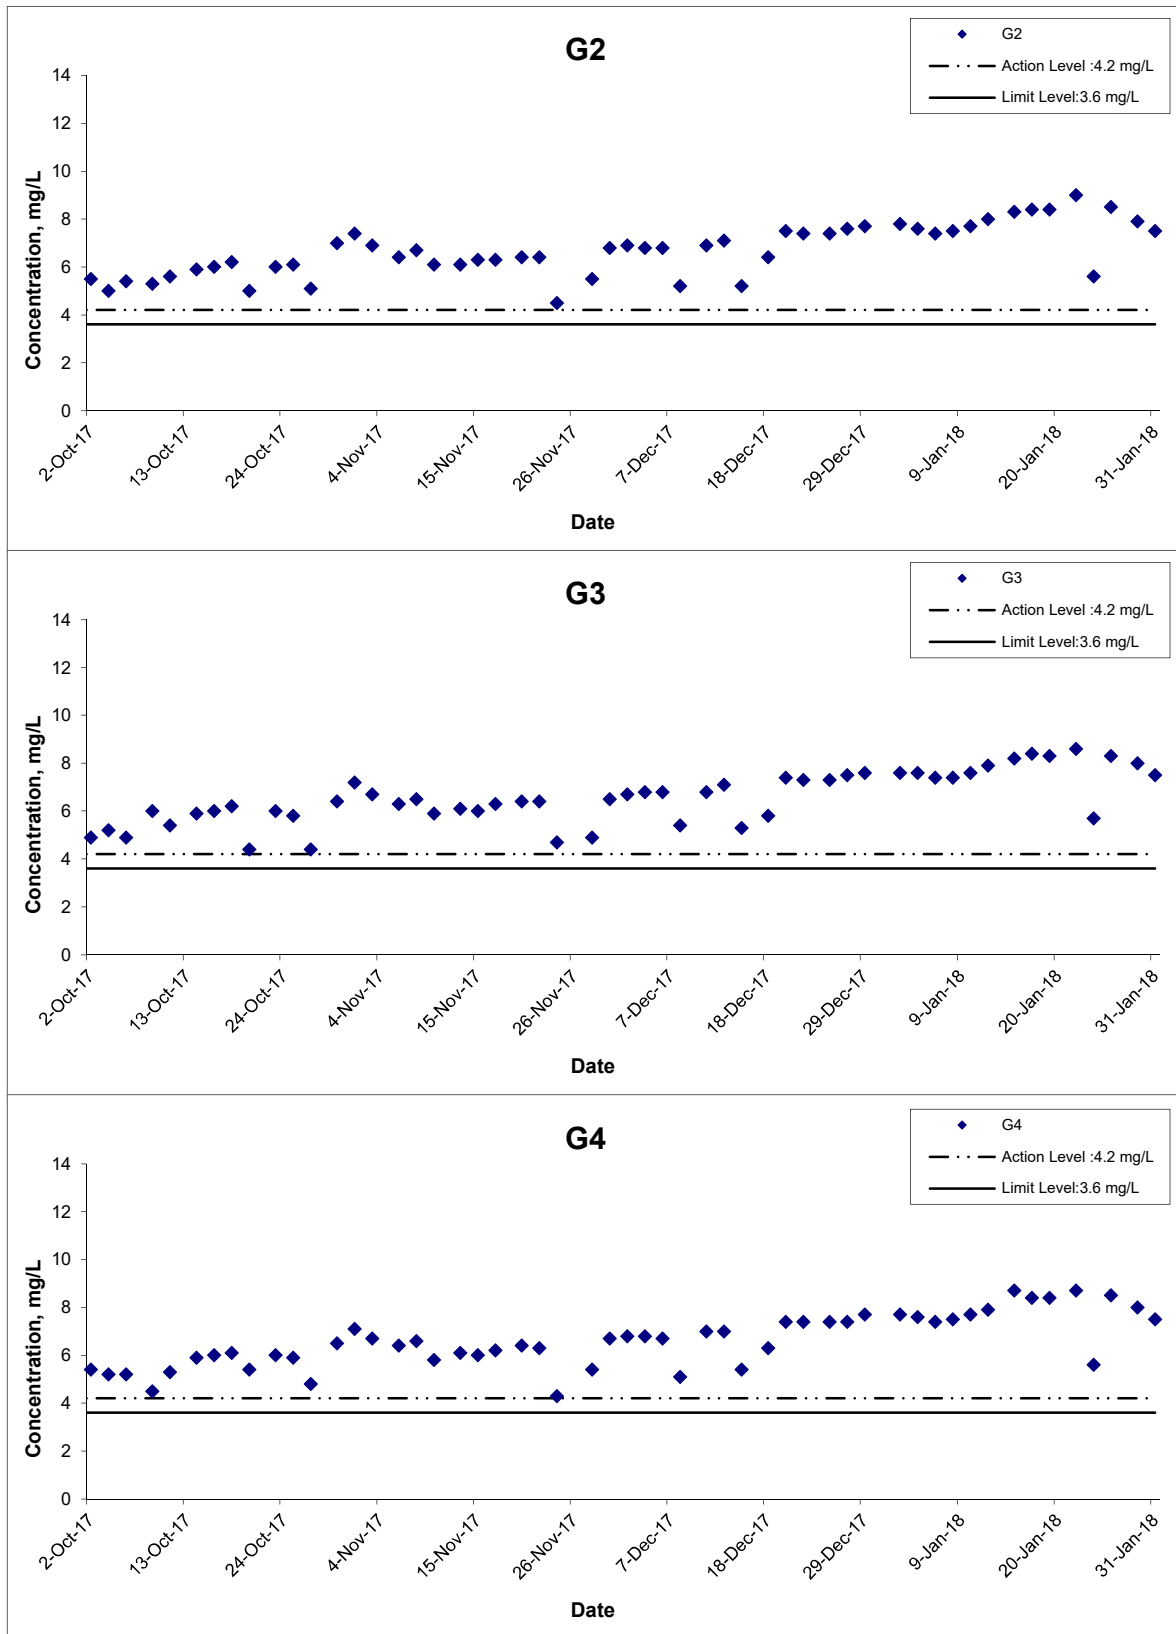 G2
G2
Action Level :4.2 mg/L
Limit Level:3.6 mg/L
Concentration, mg/L
14
12
10
8
6
4
2
0
2-Oct-17
13-Oct-17
24-Oct-17
4-Nov-17
15-Nov-17
26-Nov-17
7-Dec-17
18-Dec-17
29-Dec-17
9-Jan-18
20-Jan-18
31-Jan-18
Date
G3
G3
Action Level :4.2 mg/L
Limit Level:3.6 mg/L
Concentration, mg/L
14
12
10
8
6
4
2
0
2-Oct-17
13-Oct-17
24-Oct-17
4-Nov-17
15-Nov-17
26-Nov-17
7-Dec-17
18-Dec-17
29-Dec-17
9-Jan-18
20-Jan-18
31-Jan-18
Date
G4
G4
Action Level :4.2 mg/L
Limit Level:3.6 mg/L
Concentration, mg/L
14
12
10
8
6
4
2
0
2-Oct-17
13-Oct-17
24-Oct-17
4-Nov-17
15-Nov-17
26-Nov-17
7-Dec-17
18-Dec-17
29-Dec-17
9-Jan-18
20-Jan-18
31-Jan-18
Date